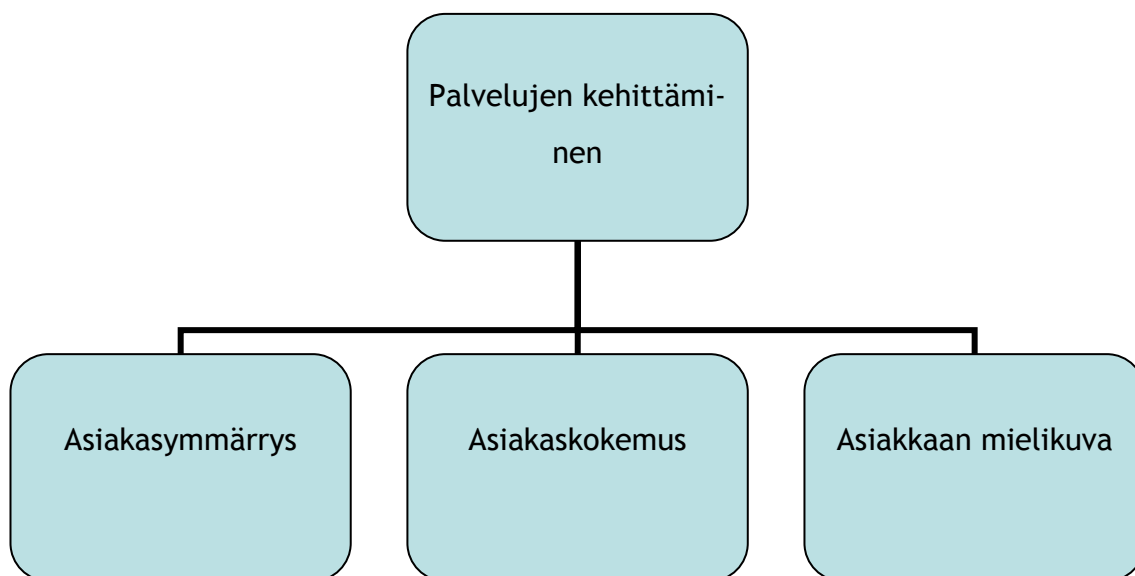 Palvelujen kehittämi-
nen
Asiakasymmärrys
Asiakaskokemus
Asiakkaan mielikuva